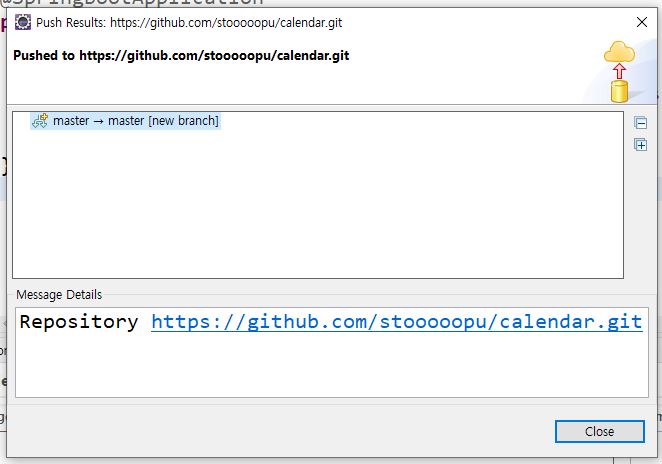 @SpringBootApplication
Push Results: https://github.com/stooooopu/calendar.git
Pushed to https://github.com/stooooopu/calendar.git
master → master [new branch]
}
Message Details
Repository https://github.com/stooooopu/calendar.git
Close